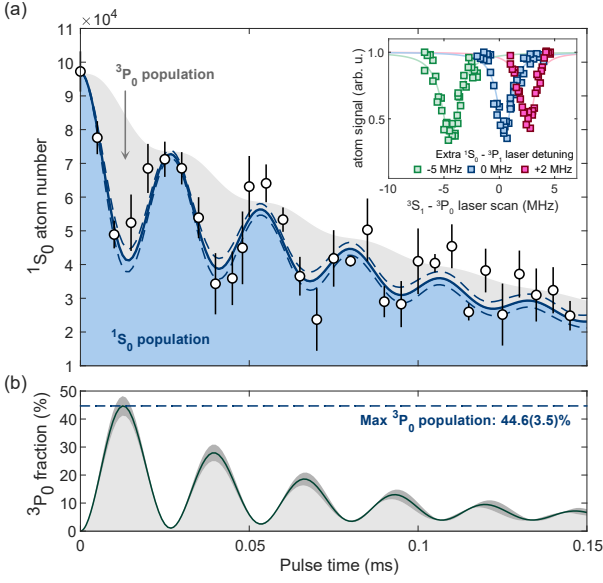 (a)
×10⁴
11
10
9
8
7
6
5
4
3
2
1
¹S₀ atom number
³P₀ population
¹S₀ population
1.0
0.5
atom signal (arb. u.)
Extra ¹S₀ - ³P₁ laser detuning
-5 MHz 0 MHz +2 MHz
-10 -5 0 5
³S₁ - ³P₀ laser scan (MHz)
(b)
50
40
30
20
10
0
³P₀ fraction (%)
Max ³P₀ population: 44.6(3.5)%
0 0.05 0.1 0.15
Pulse time (ms)